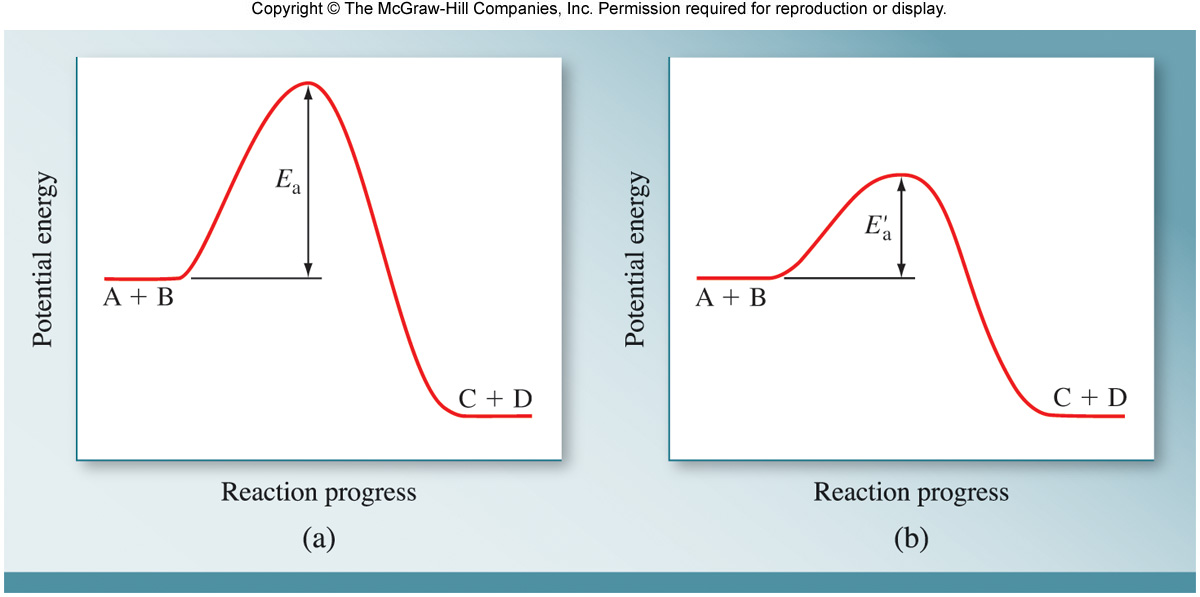 Copyright © The McGraw-Hill Companies, Inc. Permission required for reproduction or display.
Potential energy
E
a
A + B
C + D
Reaction progress
(a)
Potential energy
E′
a
A + B
C + D
Reaction progress
(b)